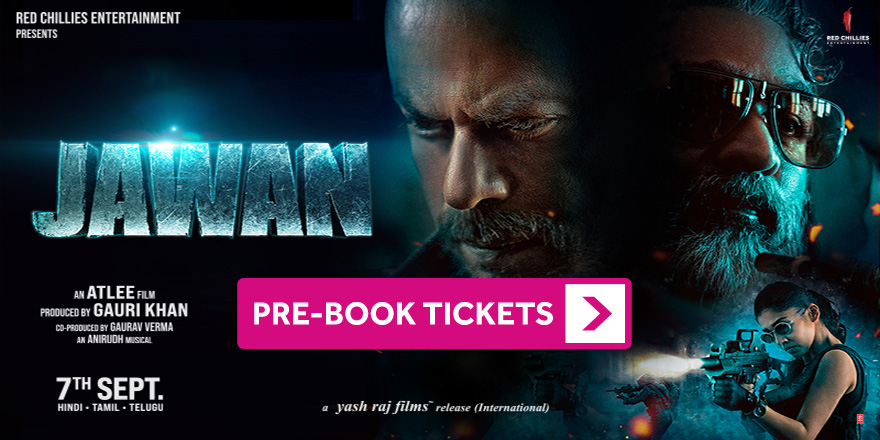 RED CHILLIES ENTERTAINMENT
PRESENTS
RED CHILLIES
ENTERTAINMENT
JAWAN
AN ATLEE FILM
PRODUCED BY GAURI KHAN
CO-PRODUCED BY GAURAV VERMA
AN ANIRUDH MUSICAL
PRE-BOOK TICKETS
7TH SEPT.
HINDI • TAMIL • TELUGU
a yash raj films™ release (International)